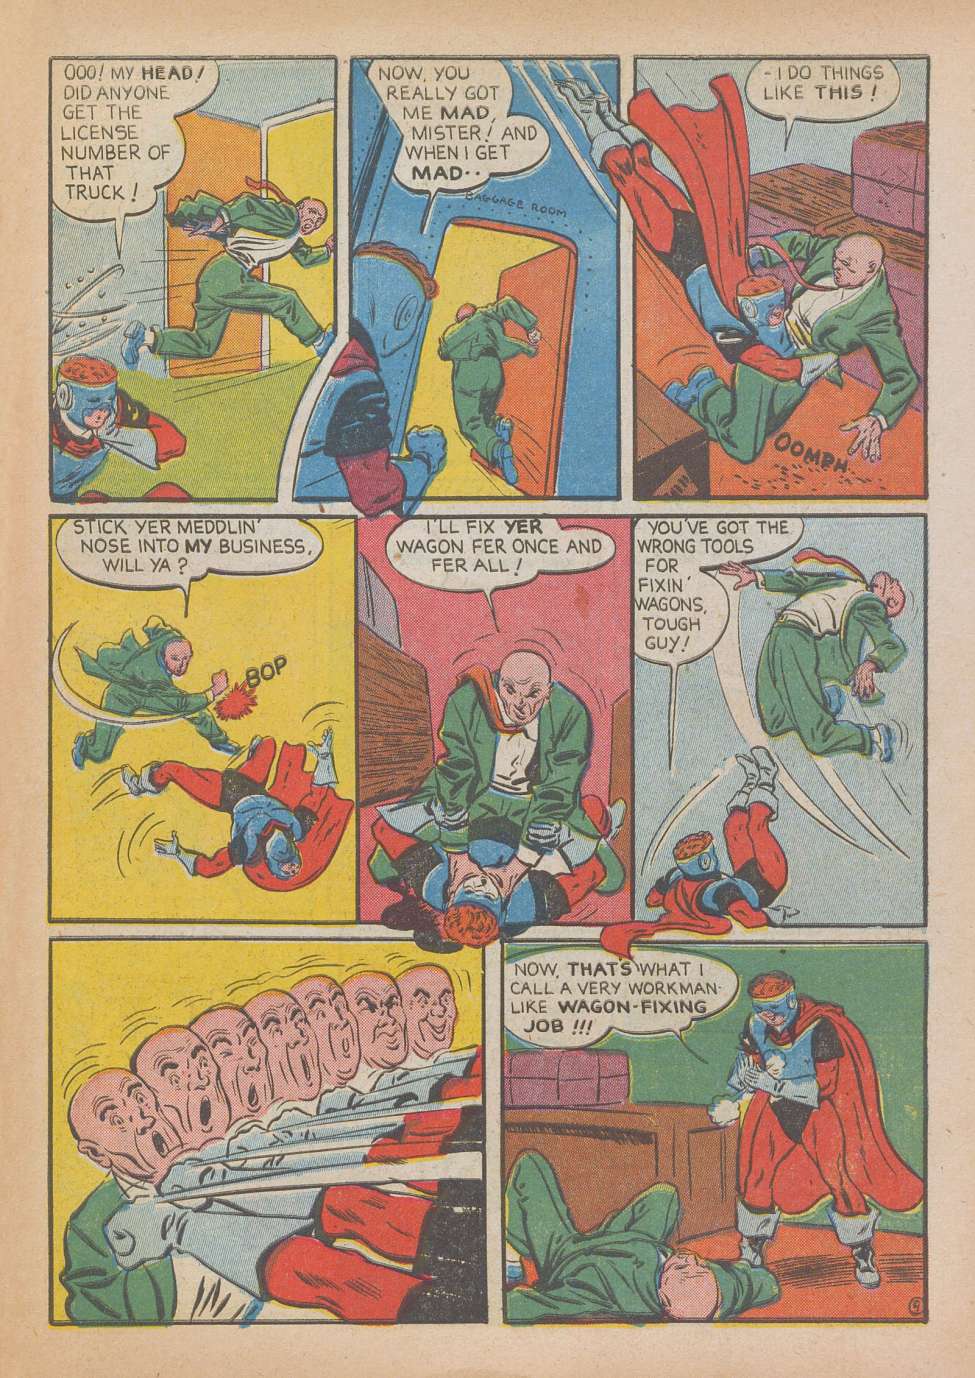 OOO! MY HEAD!
DID ANYONE
GET THE
LICENSE
NUMBER OF
THAT
TRUCK!
NOW, YOU
REALLY GOT
ME MAD,
MISTER! AND
WHEN I GET
MAD--
BAGGAGE ROOM
- I DO THINGS
LIKE THIS!
OOMPH
STICK YER MEDDLIN'
NOSE INTO MY BUSINESS,
WILL YA?
BOP
I'LL FIX YER
WAGON FER ONCE AND
FER ALL!
YOU'VE GOT THE
WRONG TOOLS
FOR
FIXIN'
WAGONS,
TOUGH
GUY!
NOW, THAT'S WHAT I
CALL A VERY WORKMAN-
LIKE WAGON-FIXING
JOB!!!
9